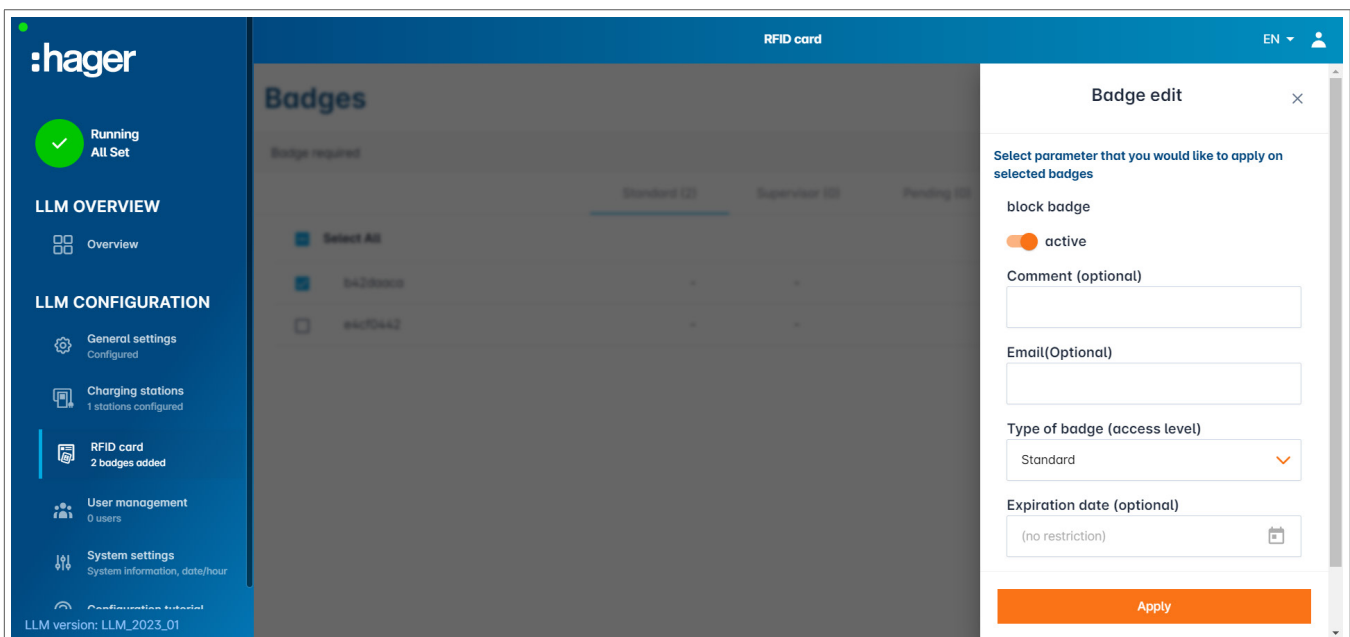 :hager
RFID card
EN
Running
All Set
LLM OVERVIEW
Overview
LLM CONFIGURATION
General settings
Configured
Charging stations
1 stations configured
RFID card
2 badges added
User management
0 users
System settings
System information, date/hour
Configuration tutorial
LLM version: LLM_2023_01
Badges
Badge required
Standard (2) Supervisor (0) Pending (0)
Select All
b42daaca - -
e4cf0442 - -
Badge edit
Select parameter that you would like to apply on
selected badges
block badge
active
Comment (optional)
Email(Optional)
Type of badge (access level)
Standard
Expiration date (optional)
(no restriction)
Apply